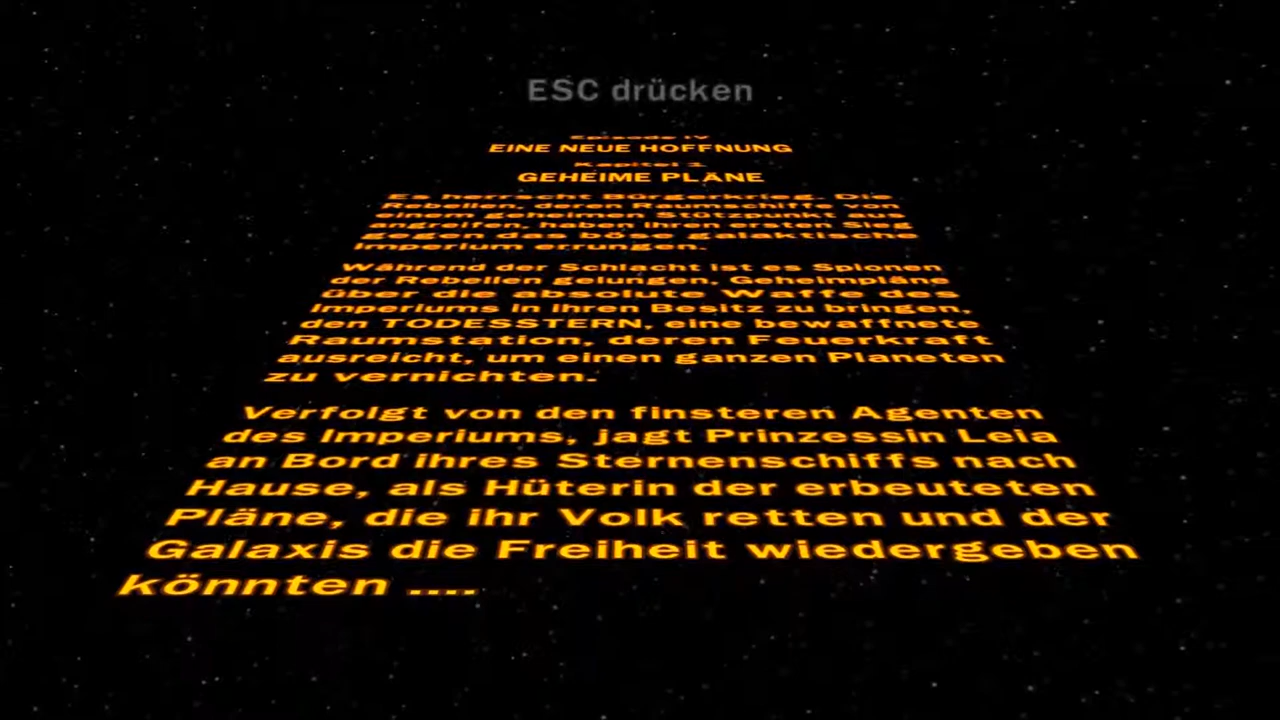 ESC drücken
Episode IV
EINE NEUE HOFFNUNG
Kapitel 1
GEHEIME PLÄNE
Es herrscht Bürgerkrieg. Die
Rebellen, deren Raumschiffe von
einem geheimen Stützpunkt aus
angreifen, haben ihren ersten Sieg
gegen das böse galaktische
Imperium errungen.
Während der Schlacht ist es Spionen
der Rebellen gelungen, Geheimpläne
über die absolute Waffe des
Imperiums in ihren Besitz zu bringen,
den TODESSTERN, eine bewaffnete
Raumstation, deren Feuerkraft
ausreicht, um einen ganzen Planeten
zu vernichten.
Verfolgt von den finsteren Agenten
des Imperiums, jagt Prinzessin Leia
an Bord ihres Sternenschiffs nach
Hause, als Hüterin der erbeuteten
Pläne, die ihr Volk retten und der
Galaxis die Freiheit wiedergeben
könnten ....